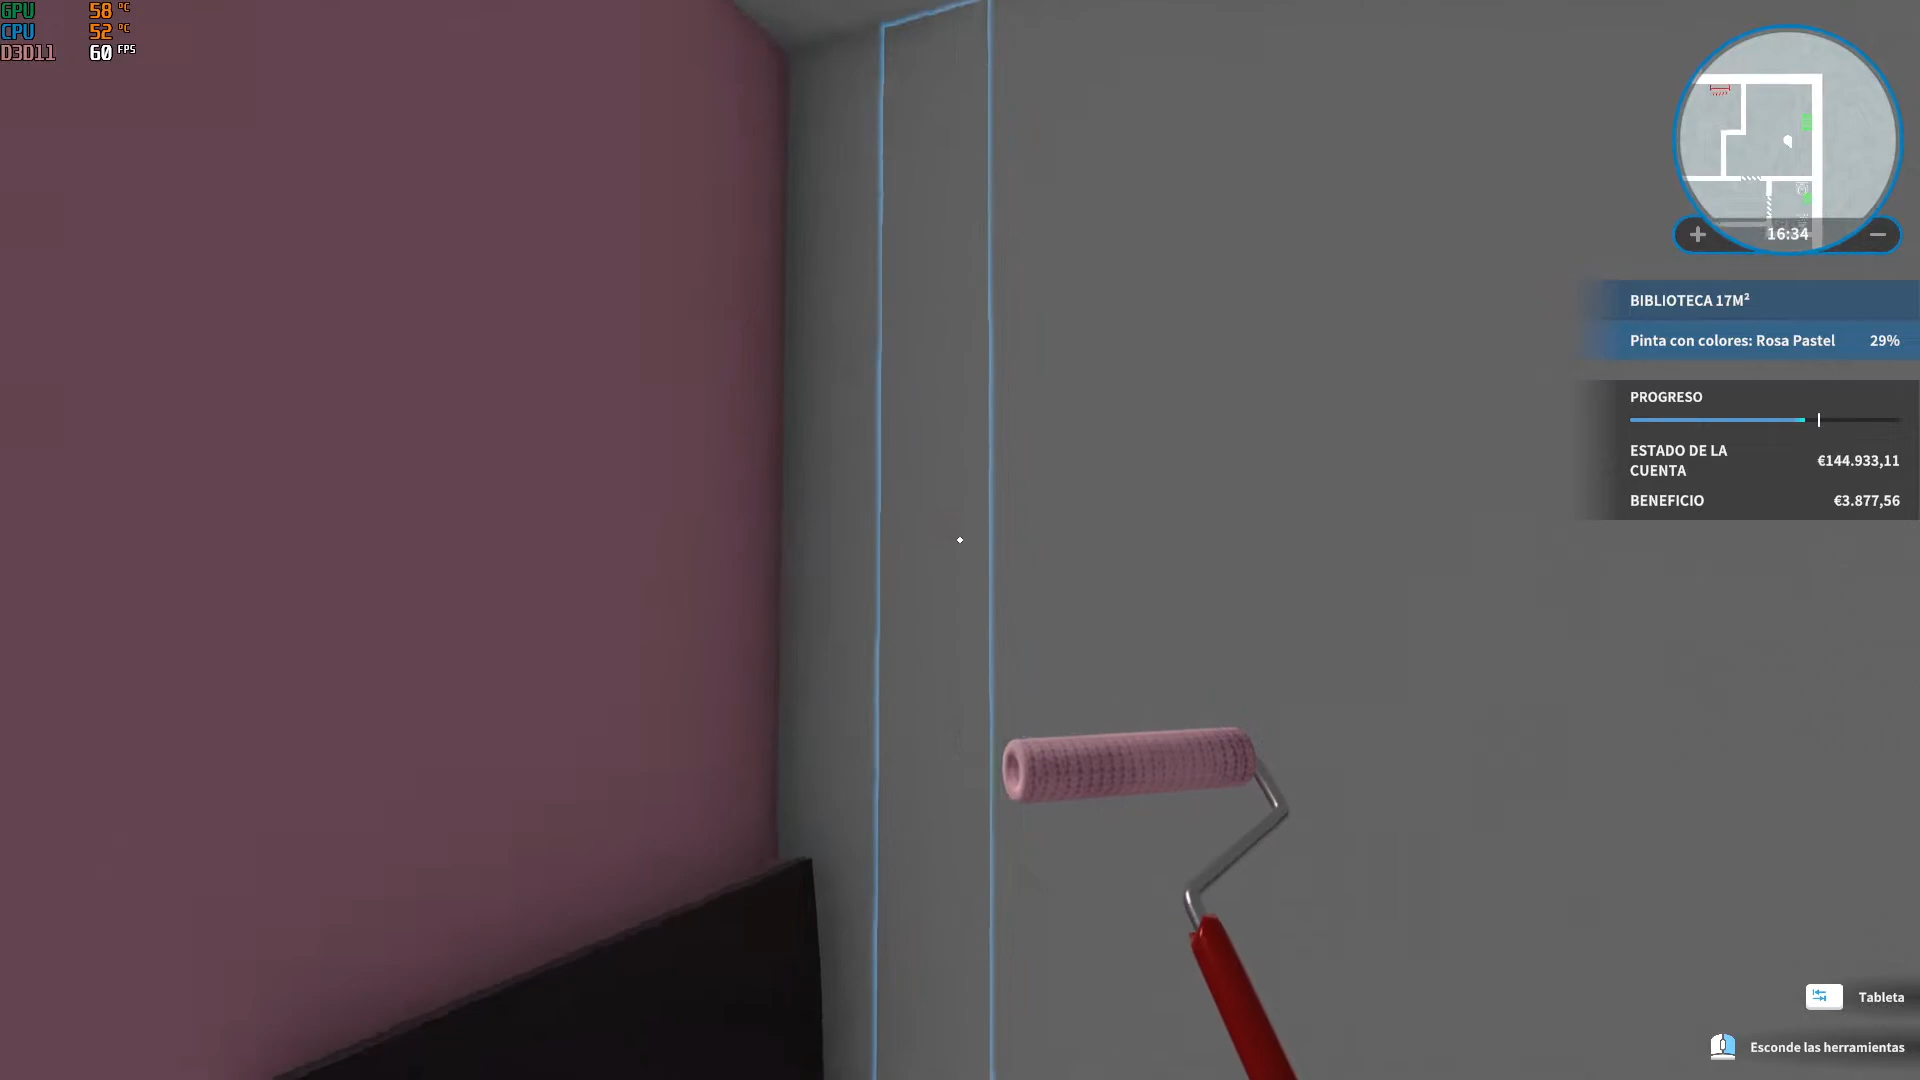 GPU 58 °C
CPU 52 °C
D3D11 60 FPS
16:34
BIBLIOTECA 17M²
Pinta con colores: Rosa Pastel 29%
PROGRESO
ESTADO DE LA
CUENTA €144.933,11
BENEFICIO €3.877,56
Tableta
Esconde las herramientas